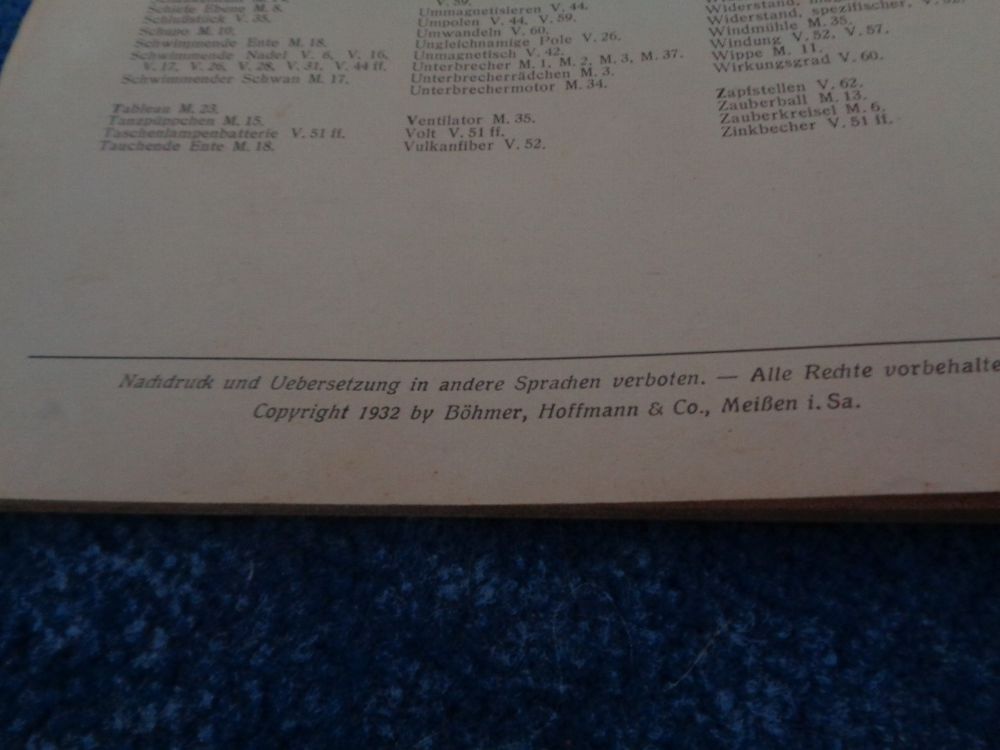 Schiefe Ebene M. 8.
Schlußstück V. 35.
Schupo M. 10.
Schwimmende Ente M. 18.
Schwimmende Nadel V. 6, V. 16,
V. 17, V. 26, V. 28, V. 31, V. 44 ff.
Schwimmender Schwan M. 17.
Tableau M. 23.
Tanzpüppchen M. 15.
Taschenlampenbatterie V. 51 ff.
Tauchende Ente M. 18.
V. 59.
Ummagnetisieren V. 44.
Umpolen V. 44, V. 59.
Umwandeln V. 60.
Ungleichnamige Pole V. 26.
Unmagnetisch V. 42.
Unterbrecher M. 1, M. 2, M. 3, M. 37.
Unterbrecherrädchen M. 3.
Unterbrechermotor M. 34.
Ventilator M. 35.
Volt V. 51 ff.
Vulkanfiber V. 52.
Widerstand,
Widerstand, spezifischer, V. 52.
Windmühle M. 35.
Windung V. 52, V. 57.
Wippe M. 11.
Wirkungsgrad V. 60.
Zapfstellen V. 62.
Zauberball M. 13.
Zauberkreisel M. 6.
Zinkbecher V. 51 ff.
Nachdruck und Uebersetzung in andere Sprachen verboten. — Alle Rechte vorbehalte
Copyright 1932 by Böhmer, Hoffmann & Co., Meißen i. Sa.